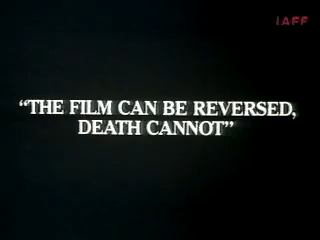 IAFF
“THE FILM CAN BE REVERSED,
DEATH CANNOT”